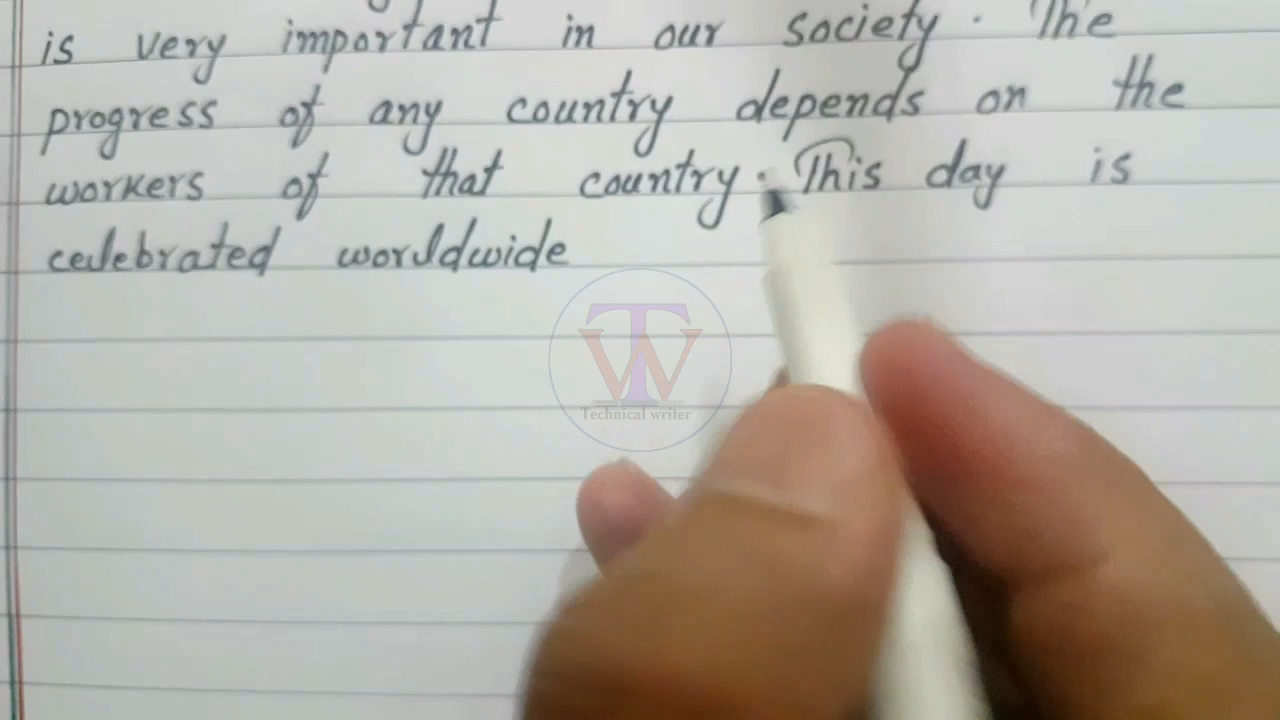 is very important in our society. The
progress of any country depends on the
workers of that country. This day is
celebrated worldwide
TW
Technical writer